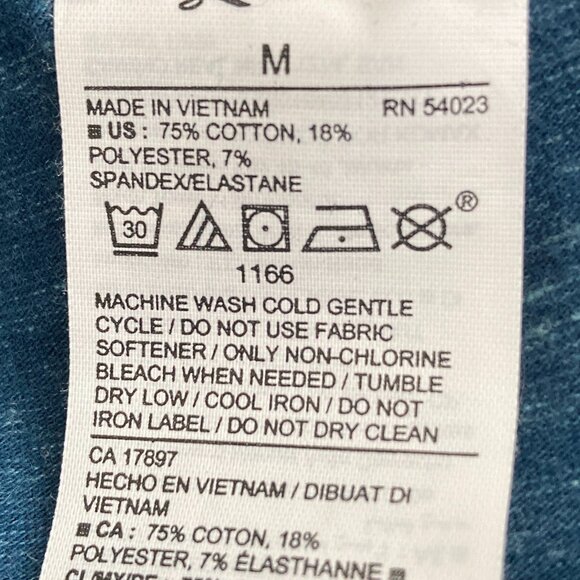 M
MADE IN VIETNAM RN 54023
US : 75% COTTON, 18%
POLYESTER, 7%
SPANDEX/ELASTANE
30 ®
1166
MACHINE WASH COLD GENTLE
CYCLE / DO NOT USE FABRIC
SOFTENER / ONLY NON-CHLORINE
BLEACH WHEN NEEDED / TUMBLE
DRY LOW / COOL IRON / DO NOT
IRON LABEL / DO NOT DRY CLEAN
CA 17897
HECHO EN VIETNAM / DIBUAT DI
VIETNAM
CA : 75% COTON, 18%
POLYESTER, 7% ÉLASTHANNE